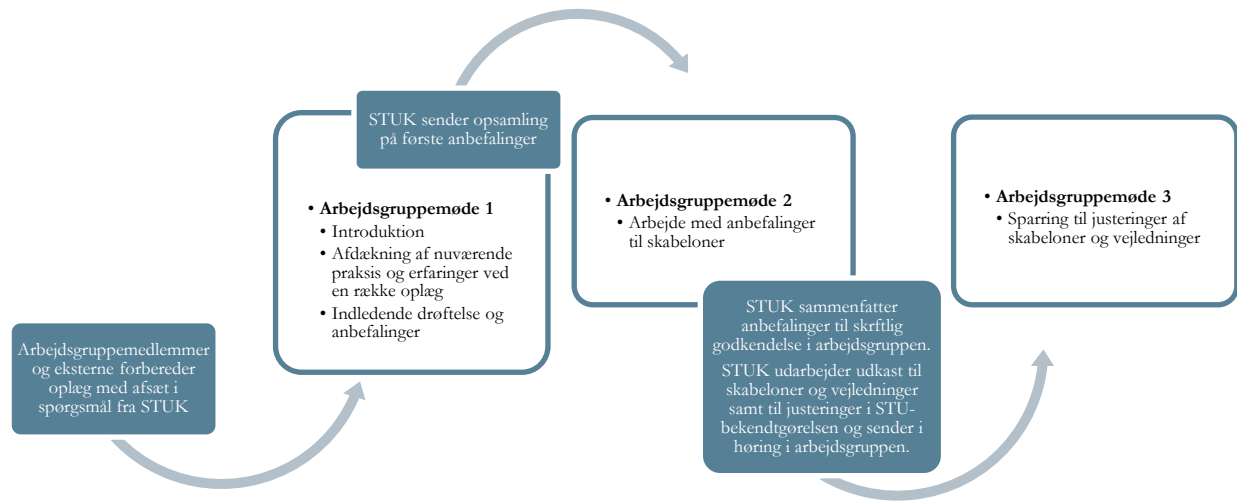 Arbejdsgruppemedlemmer
og eksterne forbereder
oplæg med afsæt i
spørgsmål fra STUK
• Arbejdsgruppemøde 1
• Introduktion
• Afdækning af nuværende
praksis og erfaringer ved
en række oplæg
• Indledende drøftelse og
anbefalinger
STUK sender opsamling
på første anbefalinger
• Arbejdsgruppemøde 2
• Arbejde med anbefalinger
til skabeloner
STUK sammenfatter
anbefalinger til skrftlig
godkendelse i arbejdsgruppen.
STUK udarbejder udkast til
skabeloner og vejledninger
samt til justeringer i STU-
bekendtgørelsen og sender i
høring i arbejdsgruppen.
• Arbejdsgruppemøde 3
• Sparring til justeringer af
skabeloner og vejledninger